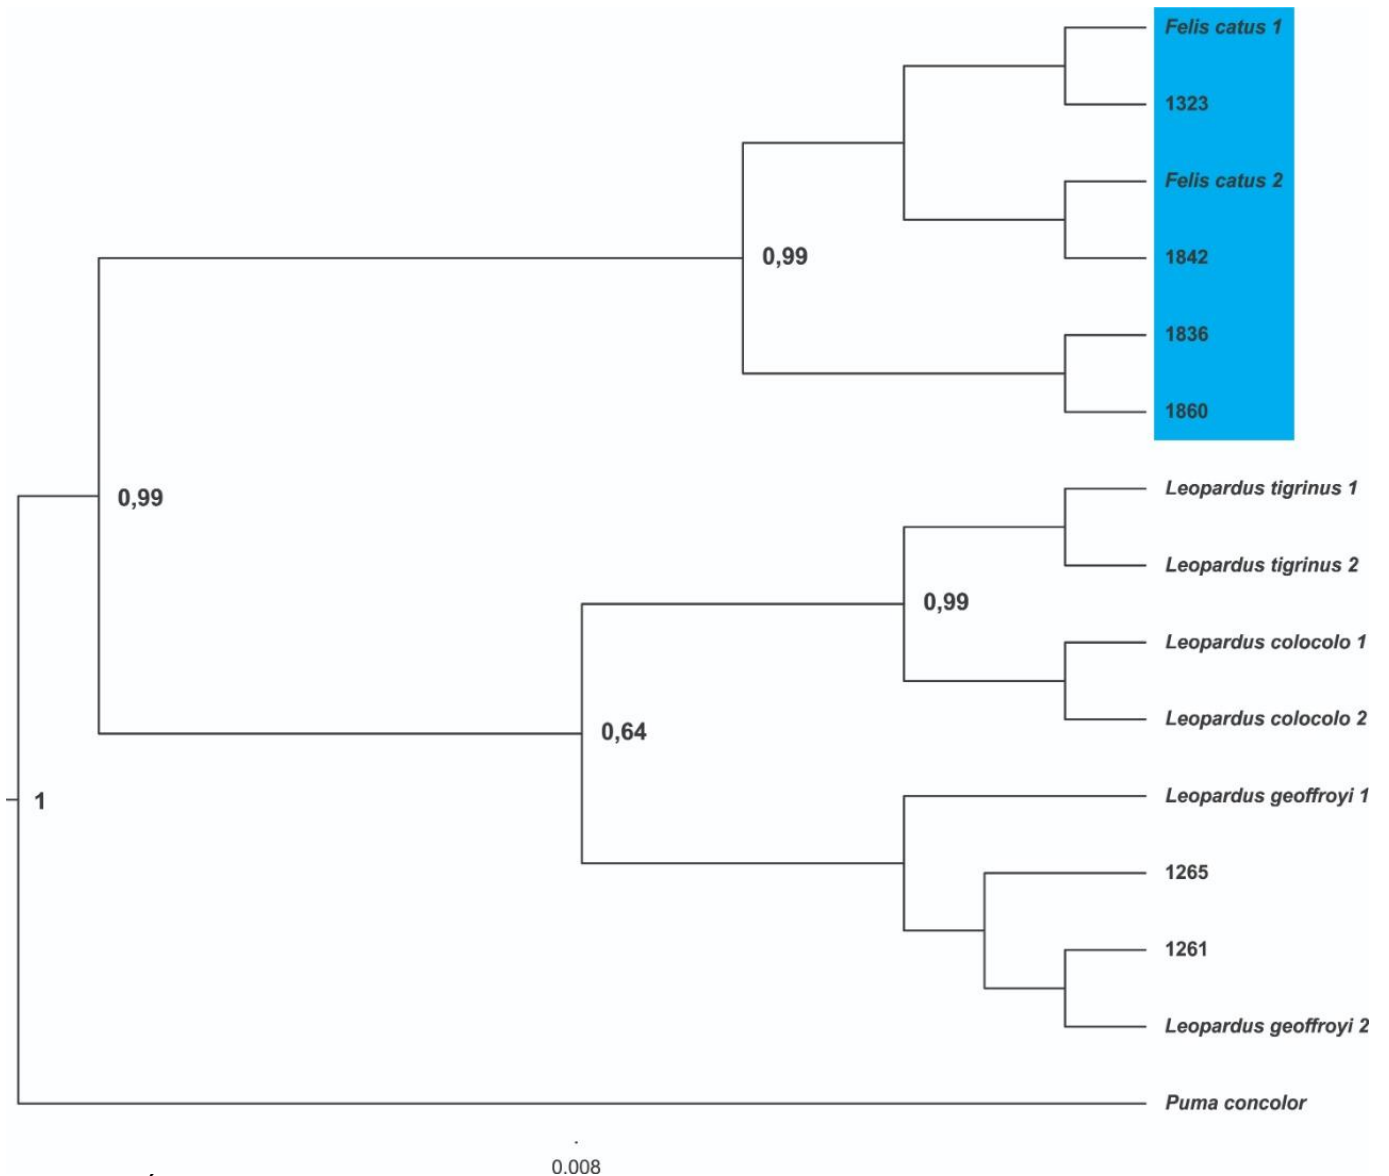 Felis catus 1
1323
Felis catus 2
1842
0,99
1836
1860
Leopardus tigrinus 1
0,99
Leopardus tigrinus 2
0,99
Leopardus colocolo 1
Leopardus colocolo 2
0,64
Leopardus geoffroyi 1
1
1265
1261
Leopardus geoffroyi 2
Puma concolor
0.008